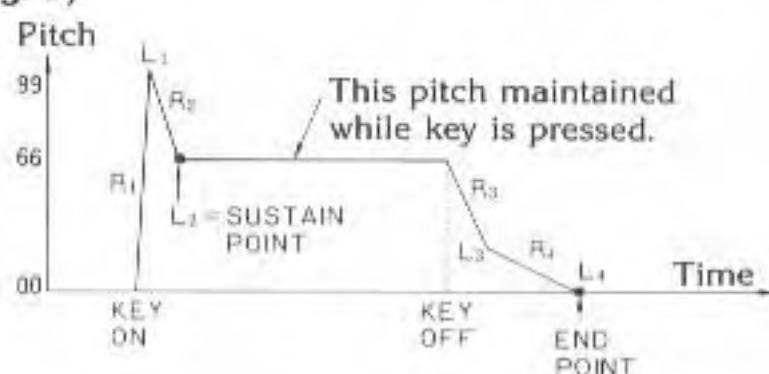 Pitch
L1
99
R2
This pitch maintained
while key is pressed.
66
R1
R3
L2 = SUSTAIN
POINT
L3
R4
L4
Time
00
KEY
ON
KEY
OFF
END
POINT